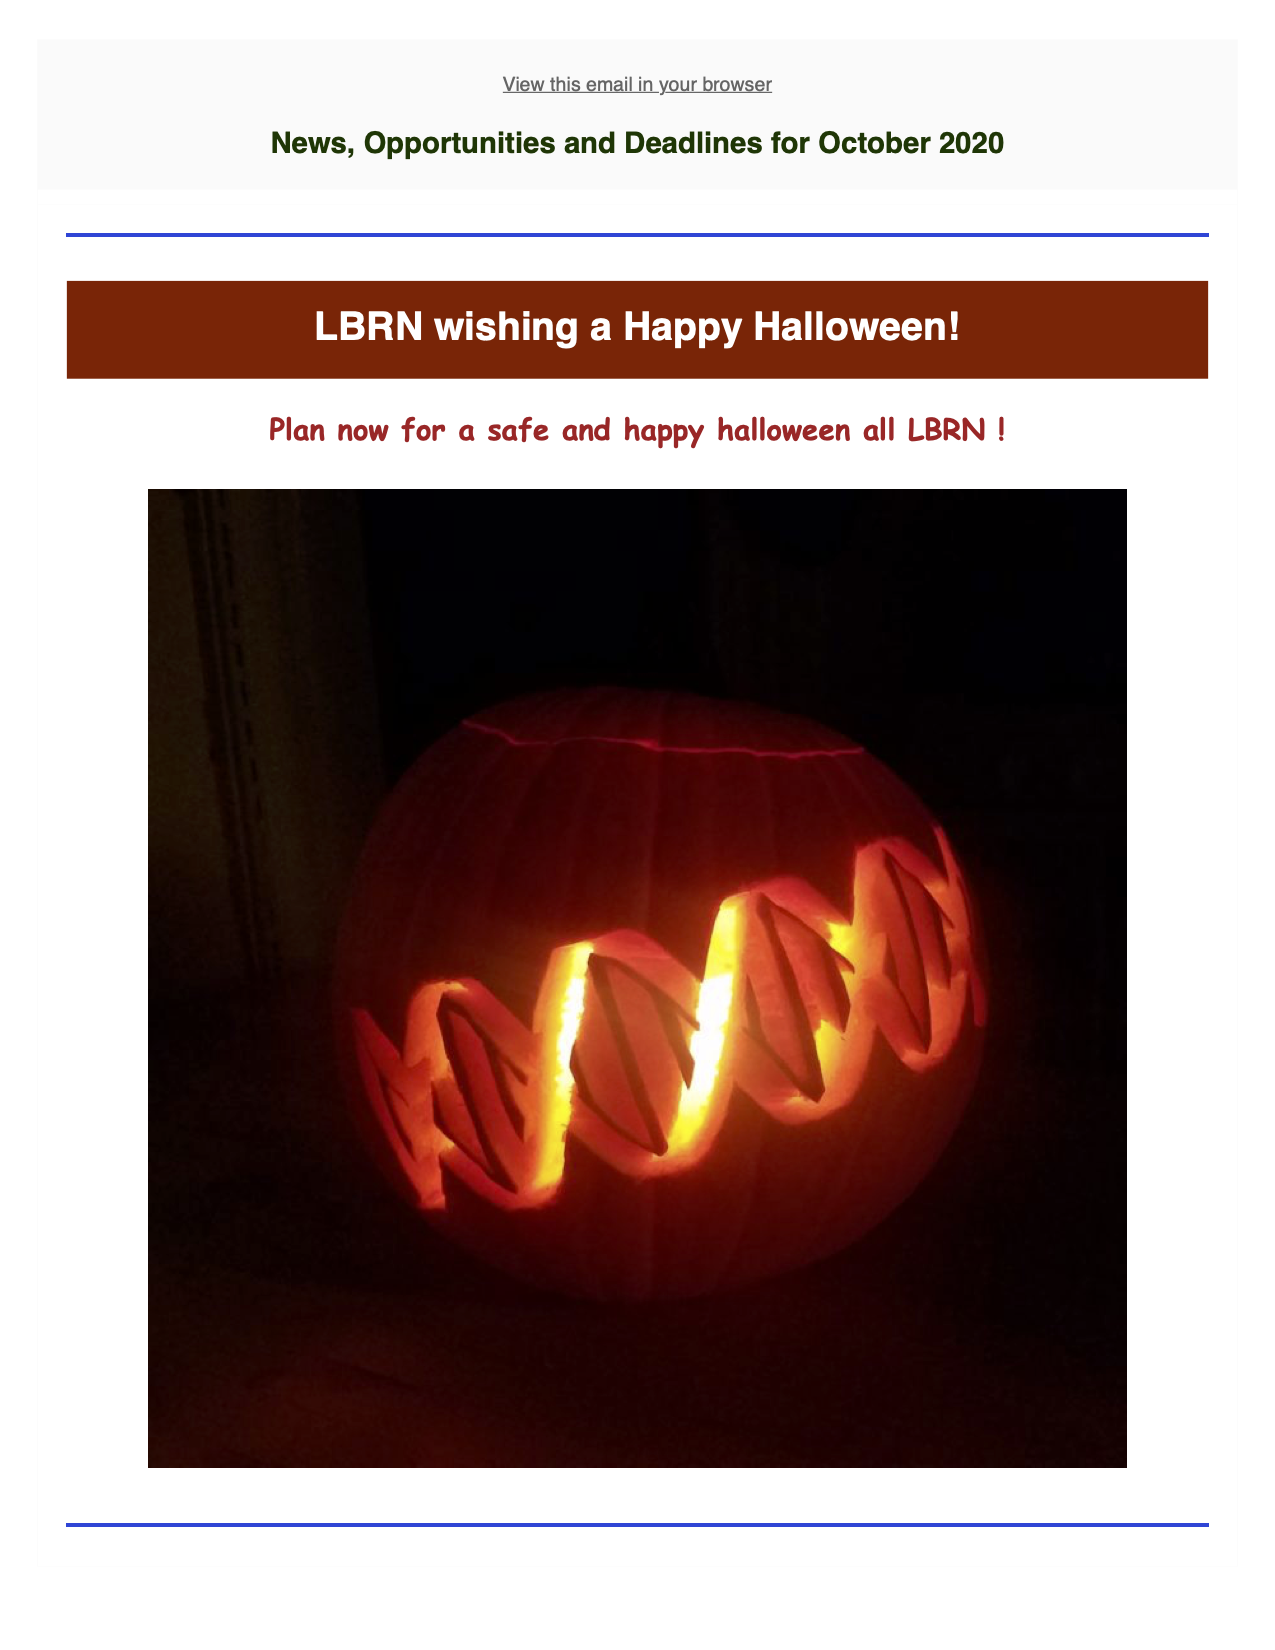 View this email in your browser
News, Opportunities and Deadlines for October 2020
LBRN wishing a Happy Halloween!
Plan now for a safe and happy halloween all LBRN !